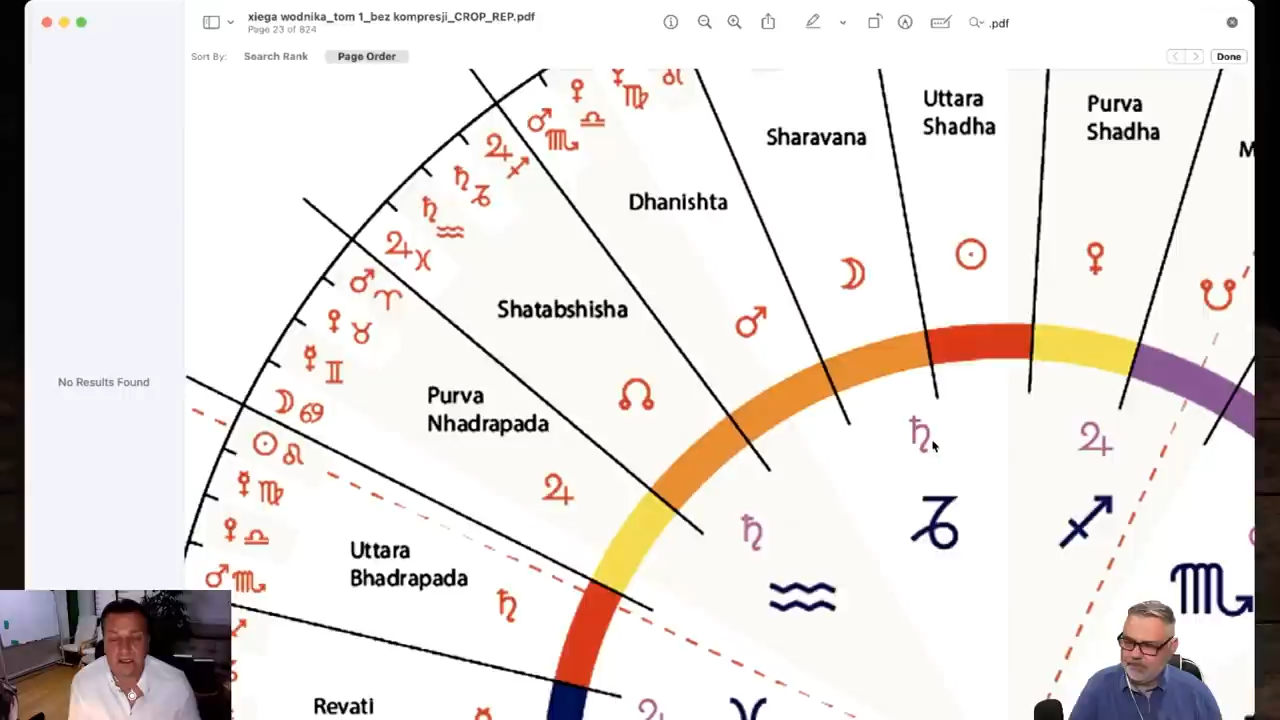 xiega wodnika_tom 1_bez kompresji_CROP_REP.pdf
Page 23 of 824
.pdf
Sort By:
Search Rank
Page Order
Done
No Results Found
Uttara
Shadha
Purva
Shadha
Sharavana
M
Dhanishta
Shatabshisha
Purva
Nhadrapada
Uttara
Bhadrapada
Revati